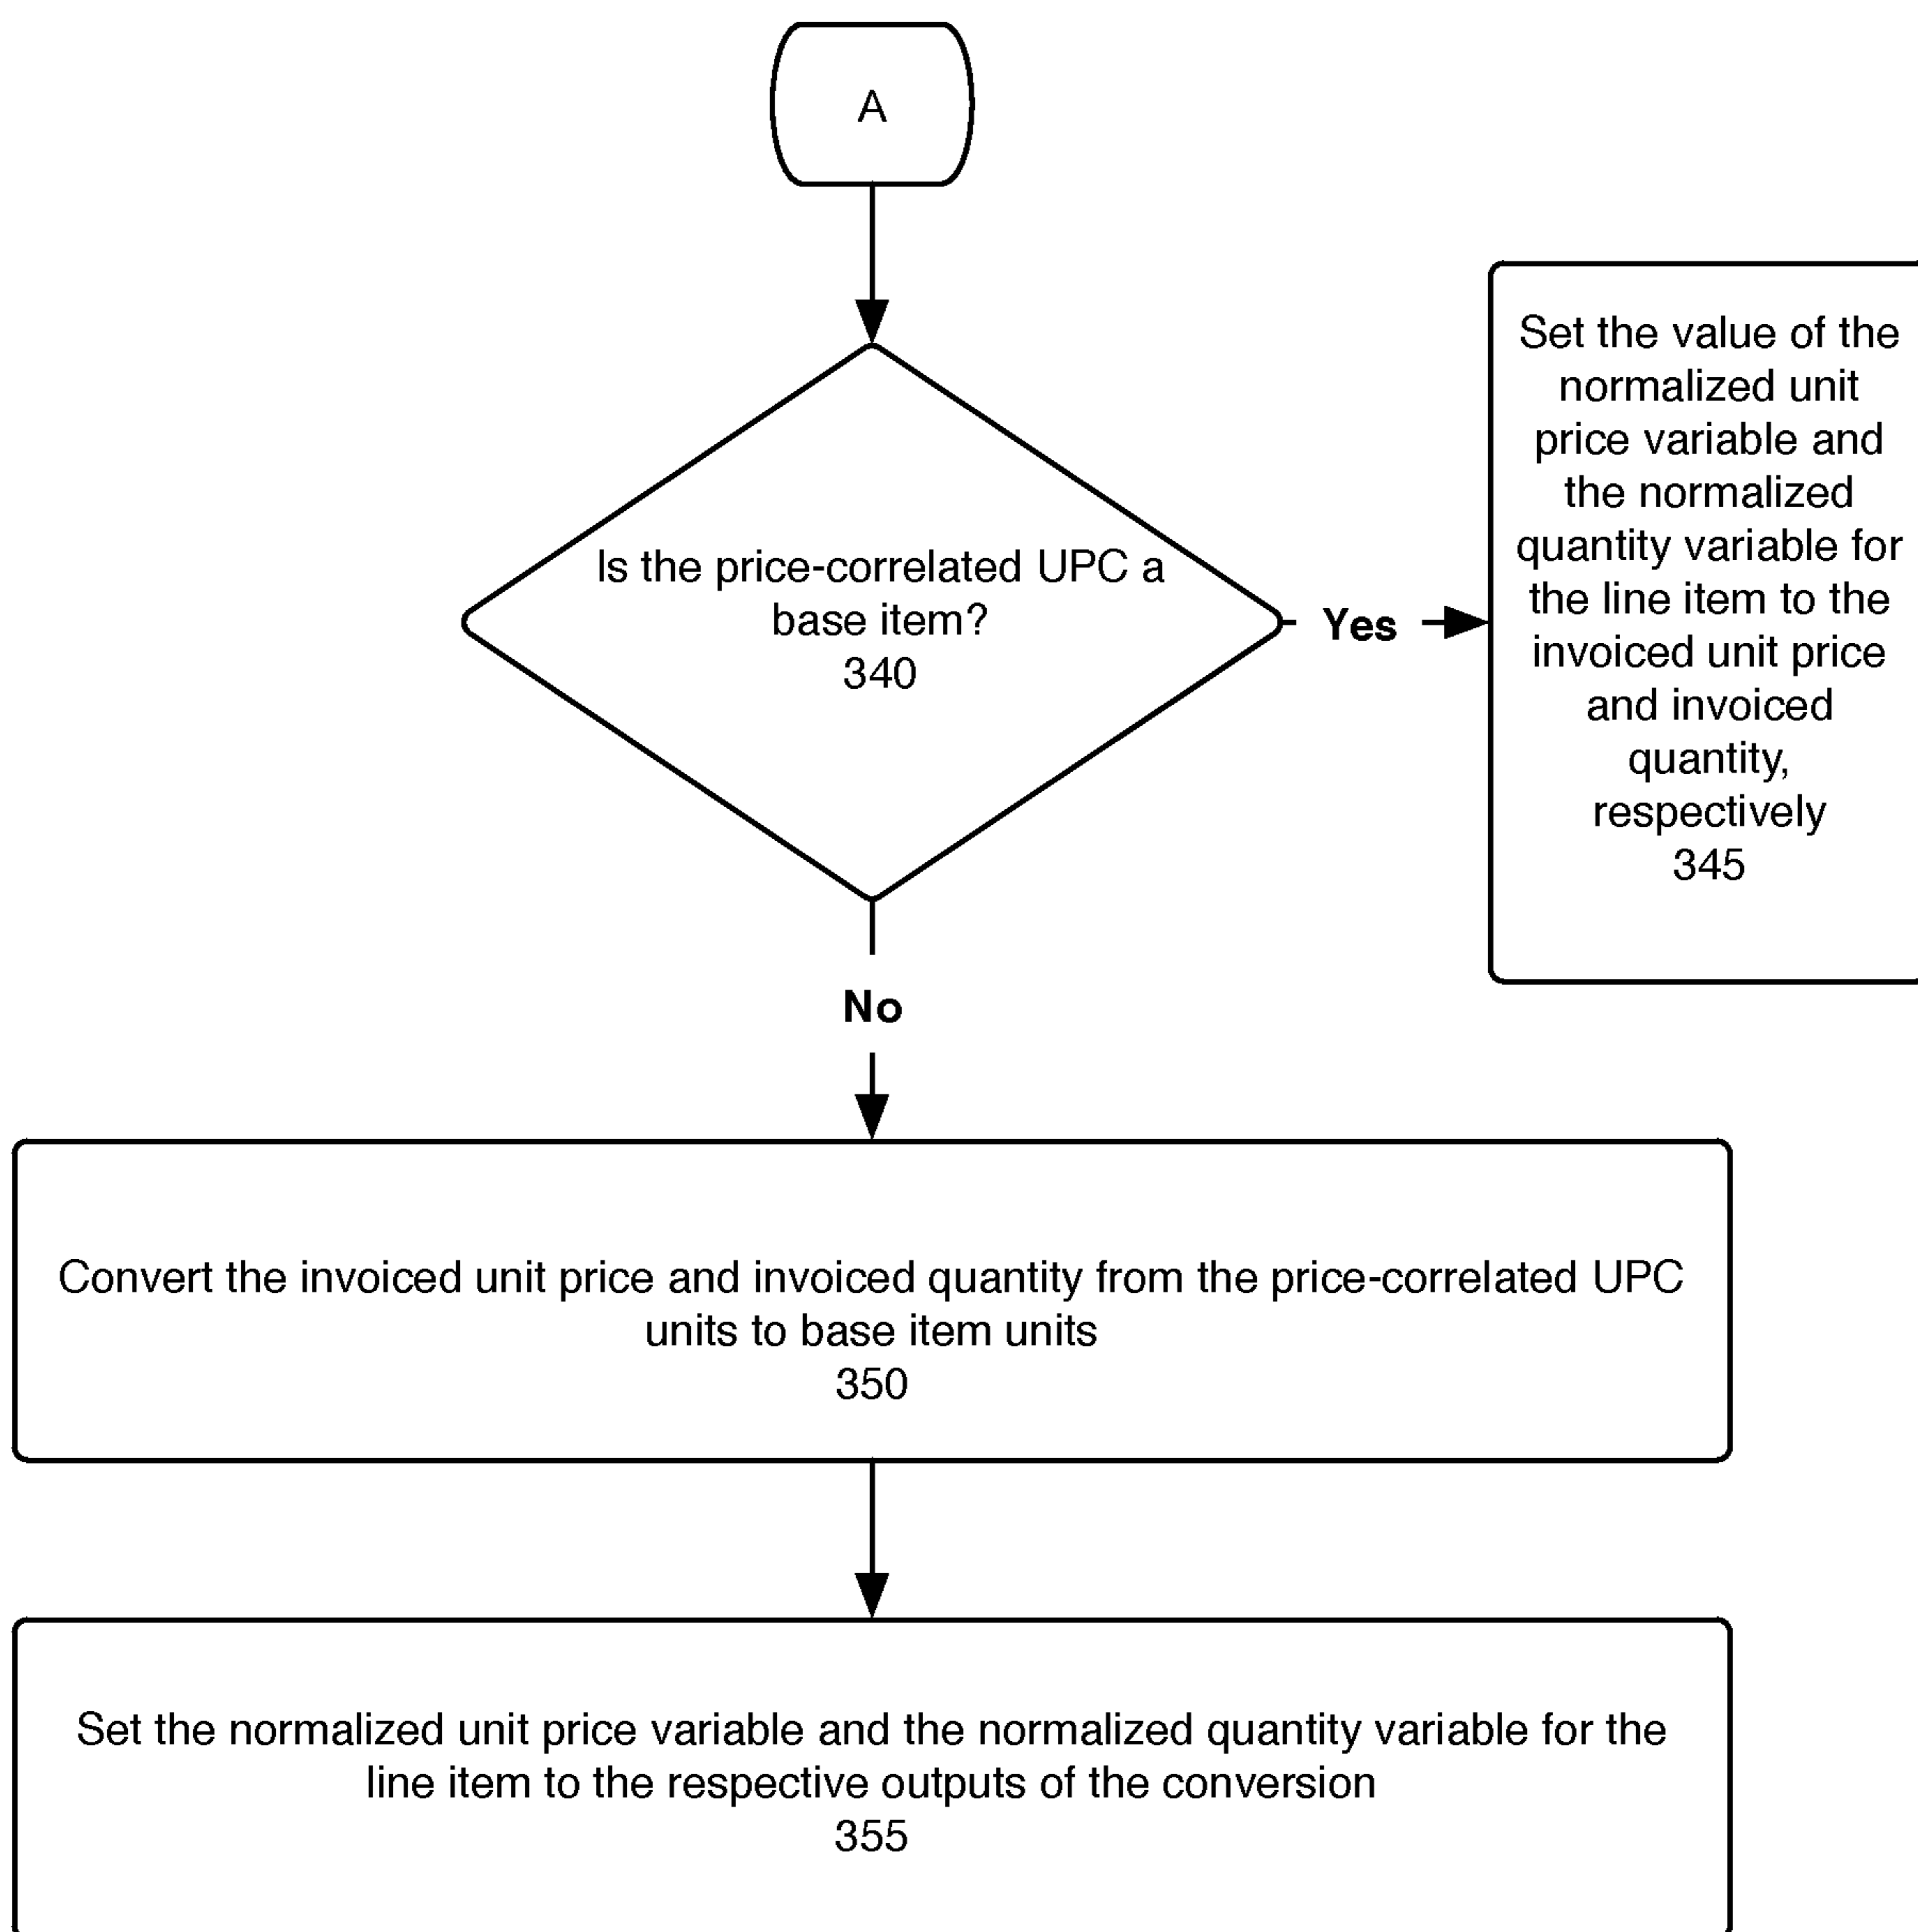 A
Is the price-correlated UPC a
base item?
340
Yes
Set the value of the
normalized unit
price variable and
the normalized
quantity variable for
the line item to the
invoiced unit price
and invoiced
quantity,
respectively
345
No
Convert the invoiced unit price and invoiced quantity from the price-correlated UPC
units to base item units
350
Set the normalized unit price variable and the normalized quantity variable for the
line item to the respective outputs of the conversion
355